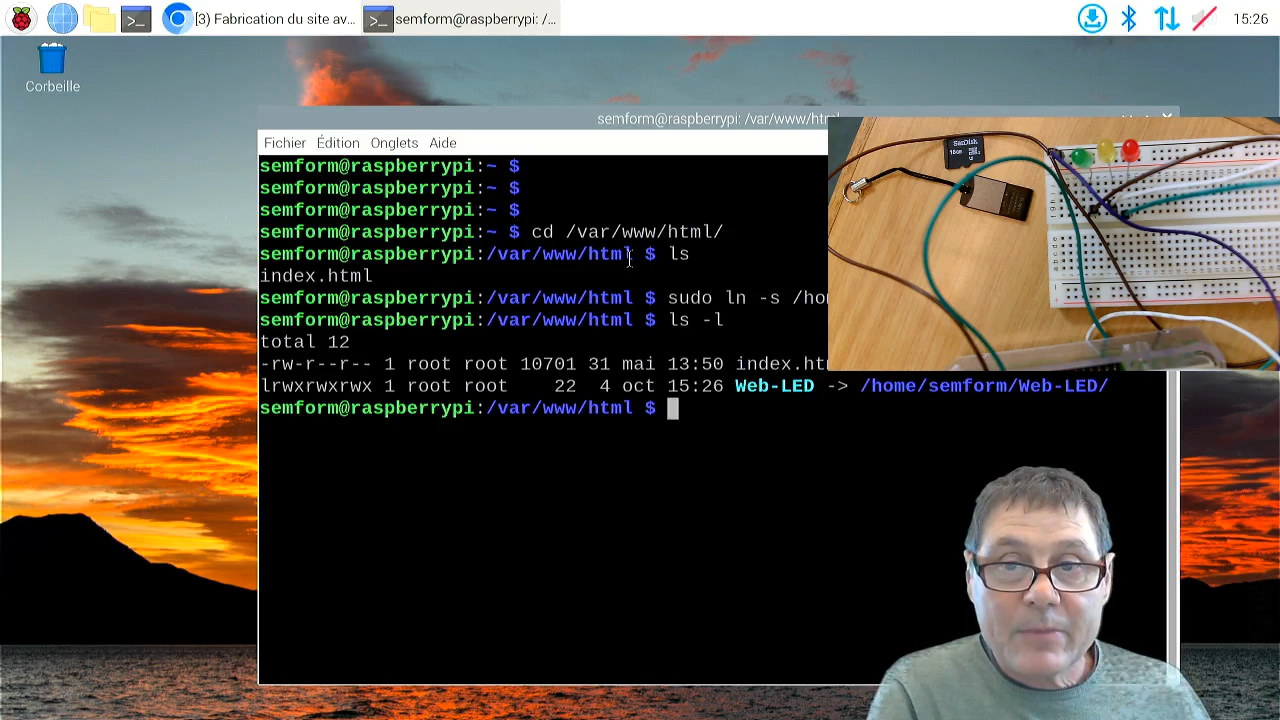 [3] Fabrication du site av...
semform@raspberrypi: /...
15:26
Corbeille
semform@raspberrypi: /var/www/html
Fichier Édition Onglets Aide
semform@raspberrypi:~ $
semform@raspberrypi:~ $
semform@raspberrypi:~ $
semform@raspberrypi:~ $ cd /var/www/html/
semform@raspberrypi:/var/www/html $ ls
index.html
semform@raspberrypi:/var/www/html $ sudo ln -s /ho
semform@raspberrypi:/var/www/html $ ls -l
total 12
-rw-r--r-- 1 root root 10701 31 mai 13:50 index.ht
lrwxrwxrwx 1 root root 22 4 oct 15:26 Web-LED -> /home/semform/Web-LED/
semform@raspberrypi:/var/www/html $
SanDisk